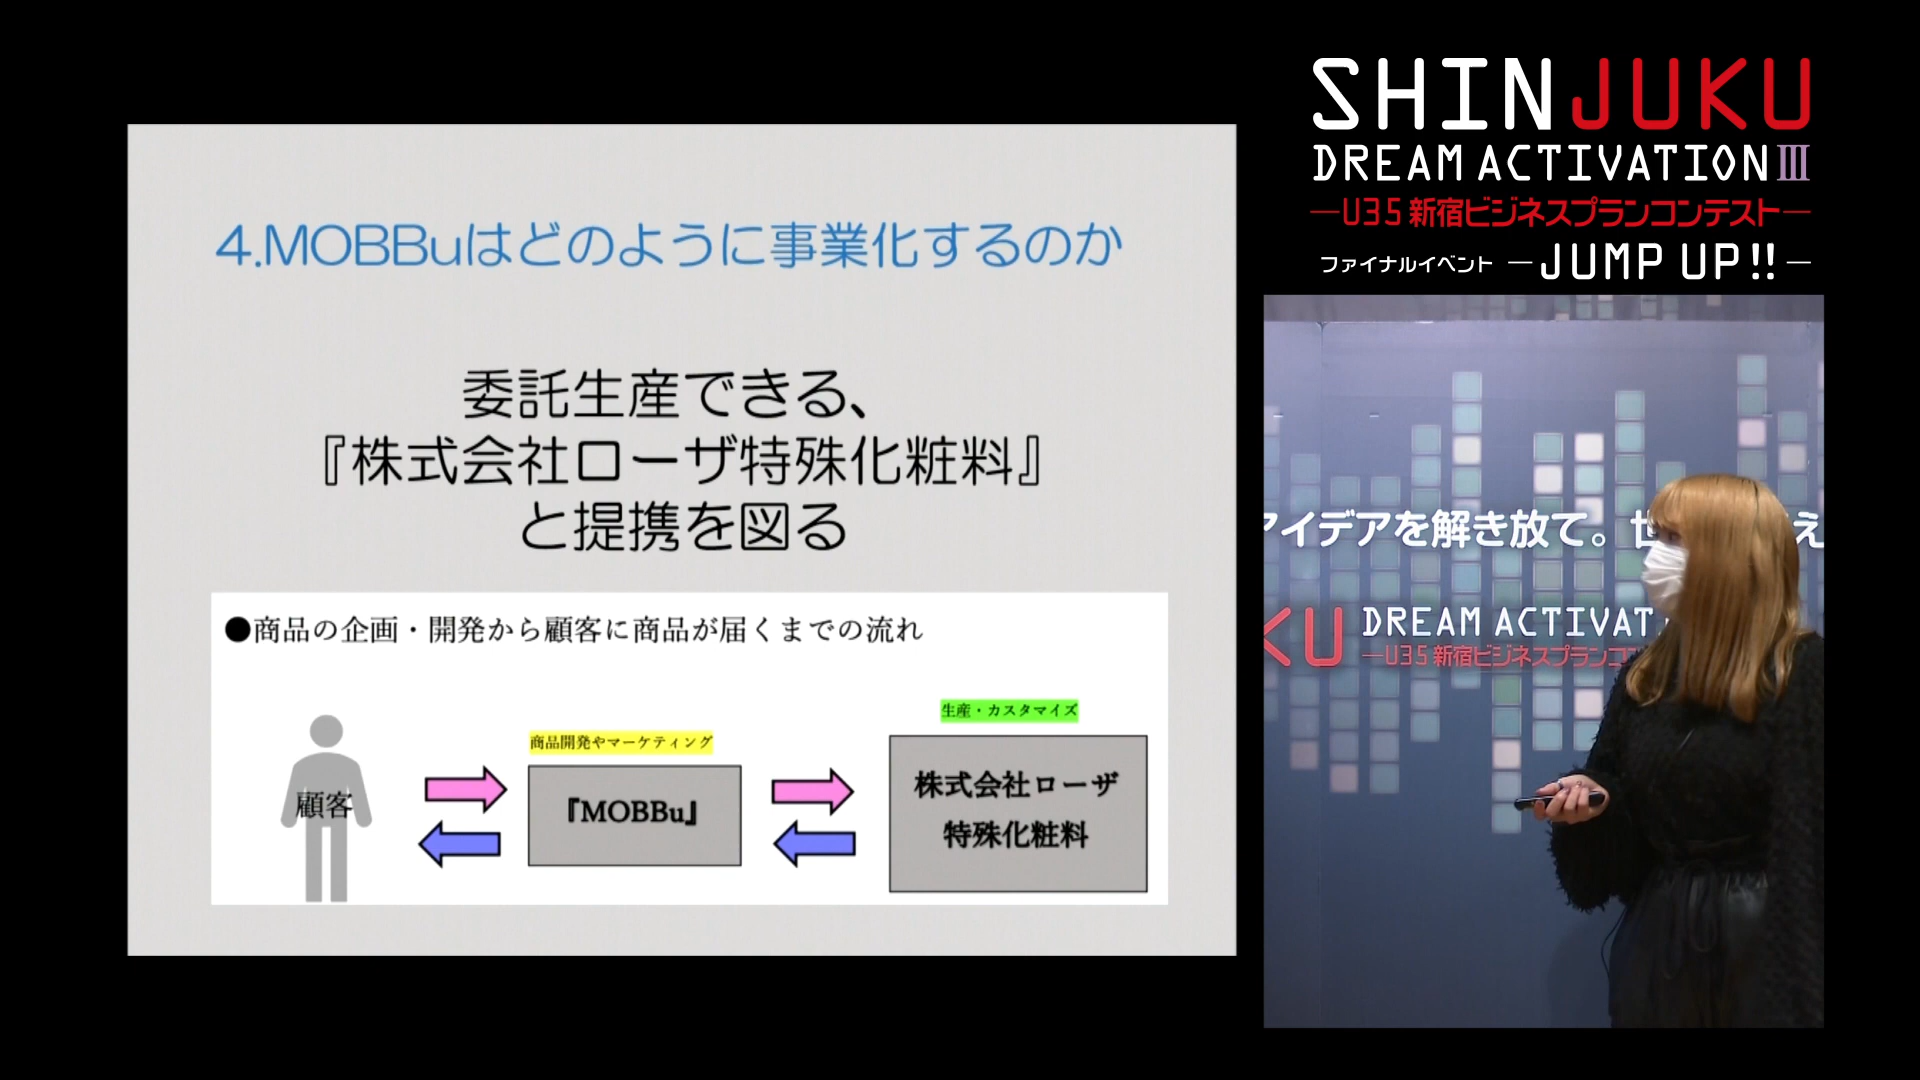 SHINJUKU
DREAM ACTIVATION III
—U35 新宿ビジネスプランコンテスト—
ファイナルイベント —JUMP UP!!—
4.MOBBuはどのように事業化するのか
委託生産できる、
『株式会社ローザ特殊化粧料』
と提携を図る
●商品の企画・開発から顧客に商品が届くまでの流れ
顧客
商品開発やマーケティング
『MOBBu』
生産・カスタマイズ
株式会社ローザ
特殊化粧料
アイデアを解き放て。
KU DREAM ACTIVAT
—U35 新宿ビジネスプランコン